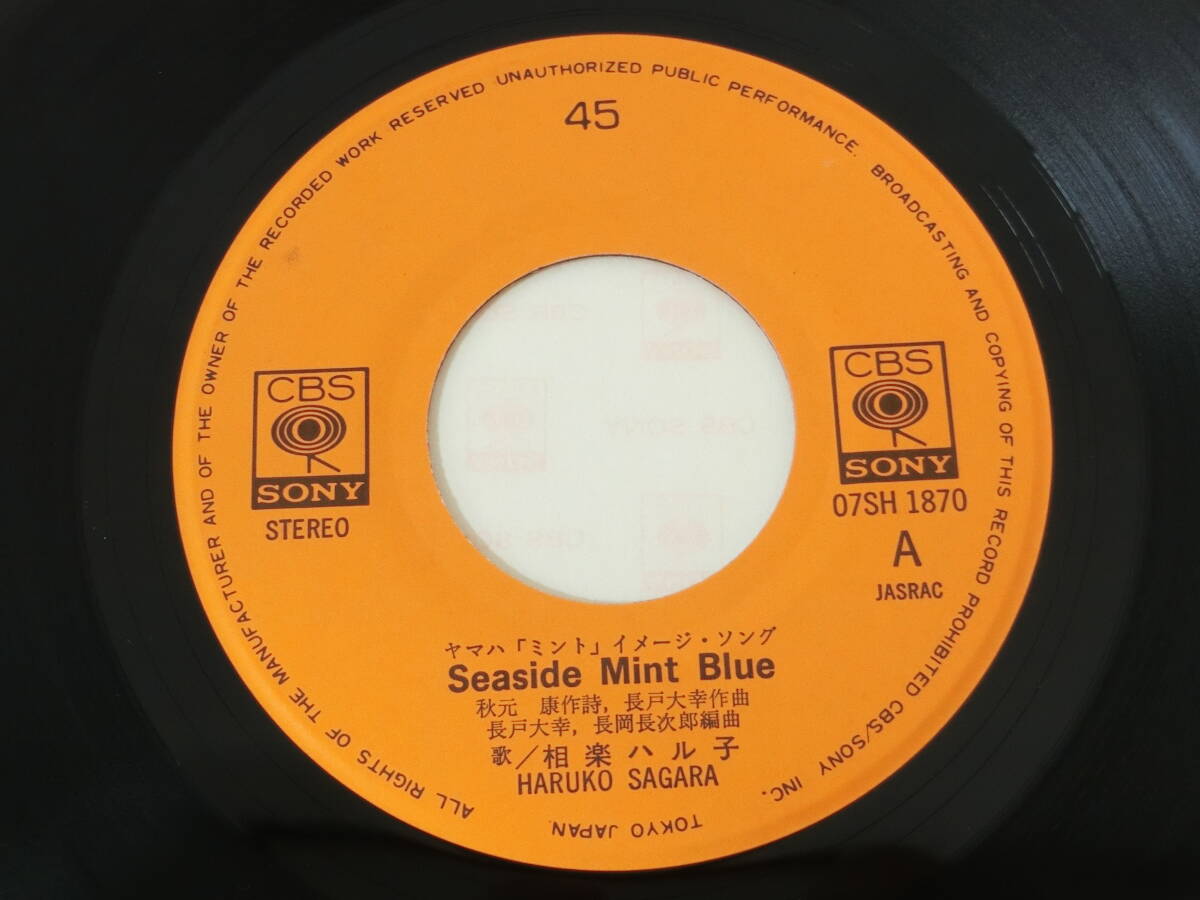 ALL RIGHTS OF THE MANUFACTURER AND OF THE OWNER OF THE RECORDED WORK RESERVED UNAUTHORIZED PUBLIC PERFORMANCE. BROADCASTING AND COPYING OF THIS RECORD PROHIBITED CBS/SONY INC.
TOKYO JAPAN
45
CBS
SONY
STEREO
CBS
SONY
07SH 1870
A
JASRAC
ヤマハ「ミント」イメージ・ソング
Seaside Mint Blue
秋元 康作詩, 長戸大幸作曲
長戸大幸, 長岡長次郎編曲
歌/相楽ハル子
HARUKO SAGARA